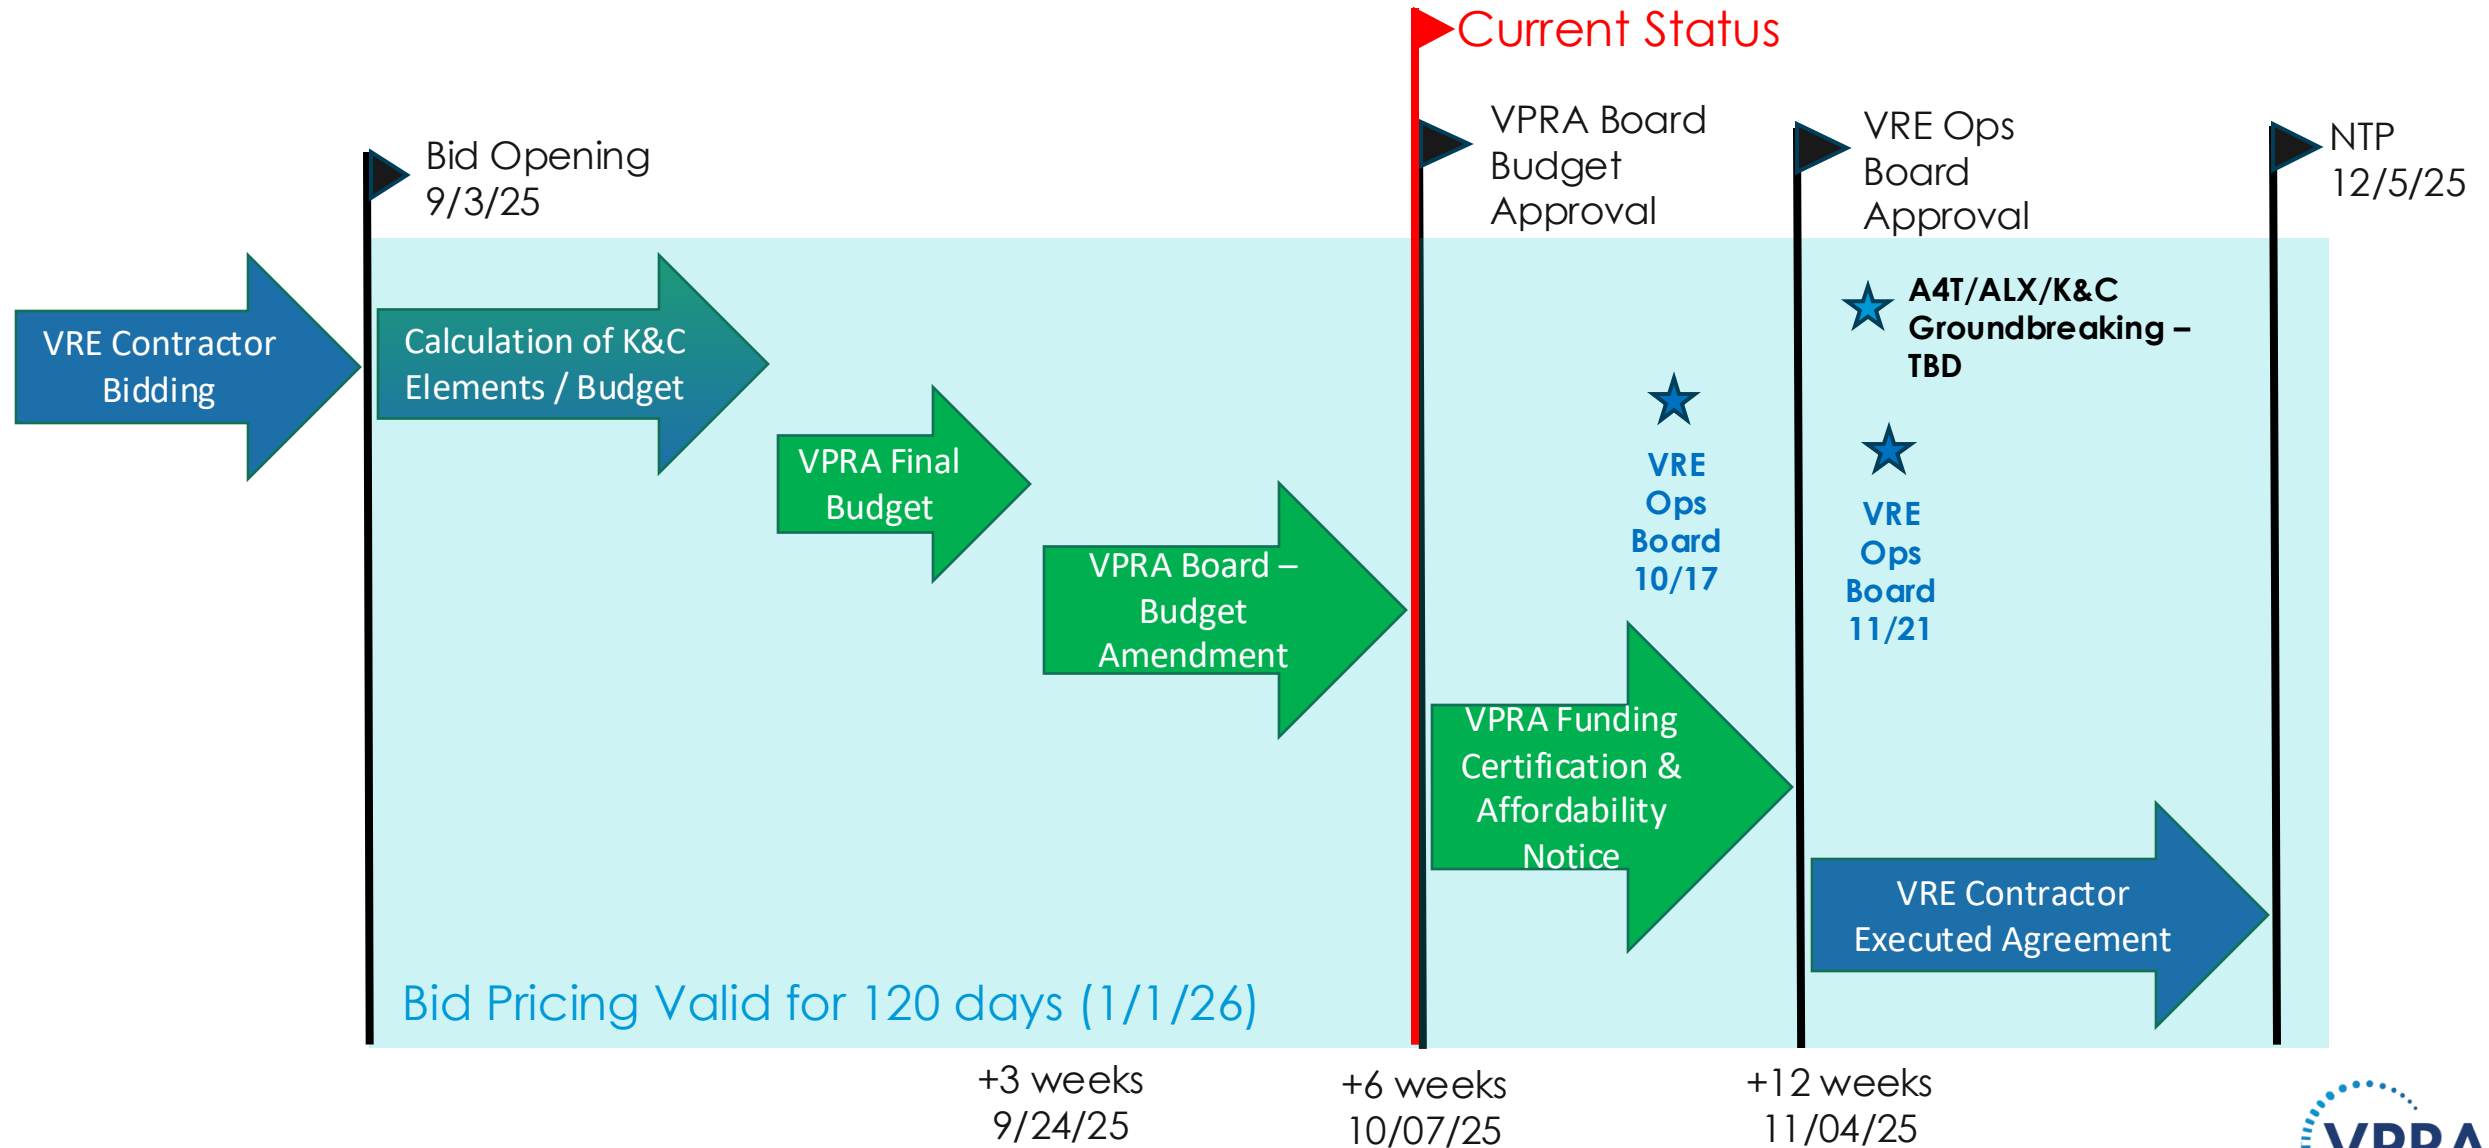 Current Status
Bid Opening
9/3/25
VPRA Board
Budget
Approval
VRE Ops
Board
Approval
NTP
12/5/25
VRE Contractor
Bidding
Calculation of K&C
Elements / Budget
VPRA Final
Budget
VPRA Board –
Budget
Amendment
VRE
Ops
Board
10/17
A4T/ALX/K&C
Groundbreaking –
TBD
VRE
Ops
Board
11/21
VPRA Funding
Certification &
Affordability
Notice
VRE Contractor
Executed Agreement
Bid Pricing Valid for 120 days (1/1/26)
+3 weeks
9/24/25
+6 weeks
10/07/25
+12 weeks
11/04/25
VPRA